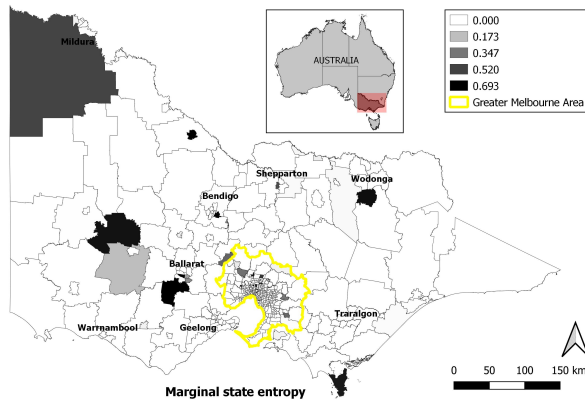 Mildura
AUSTRALIA
0.000
0.173
0.347
0.520
0.693
Greater Melbourne Area
Shepparton
Wodonga
Bendigo
Ballarat
Warrnambool
Geelong
Traralgon
Marginal state entropy
0 50 100 150 km